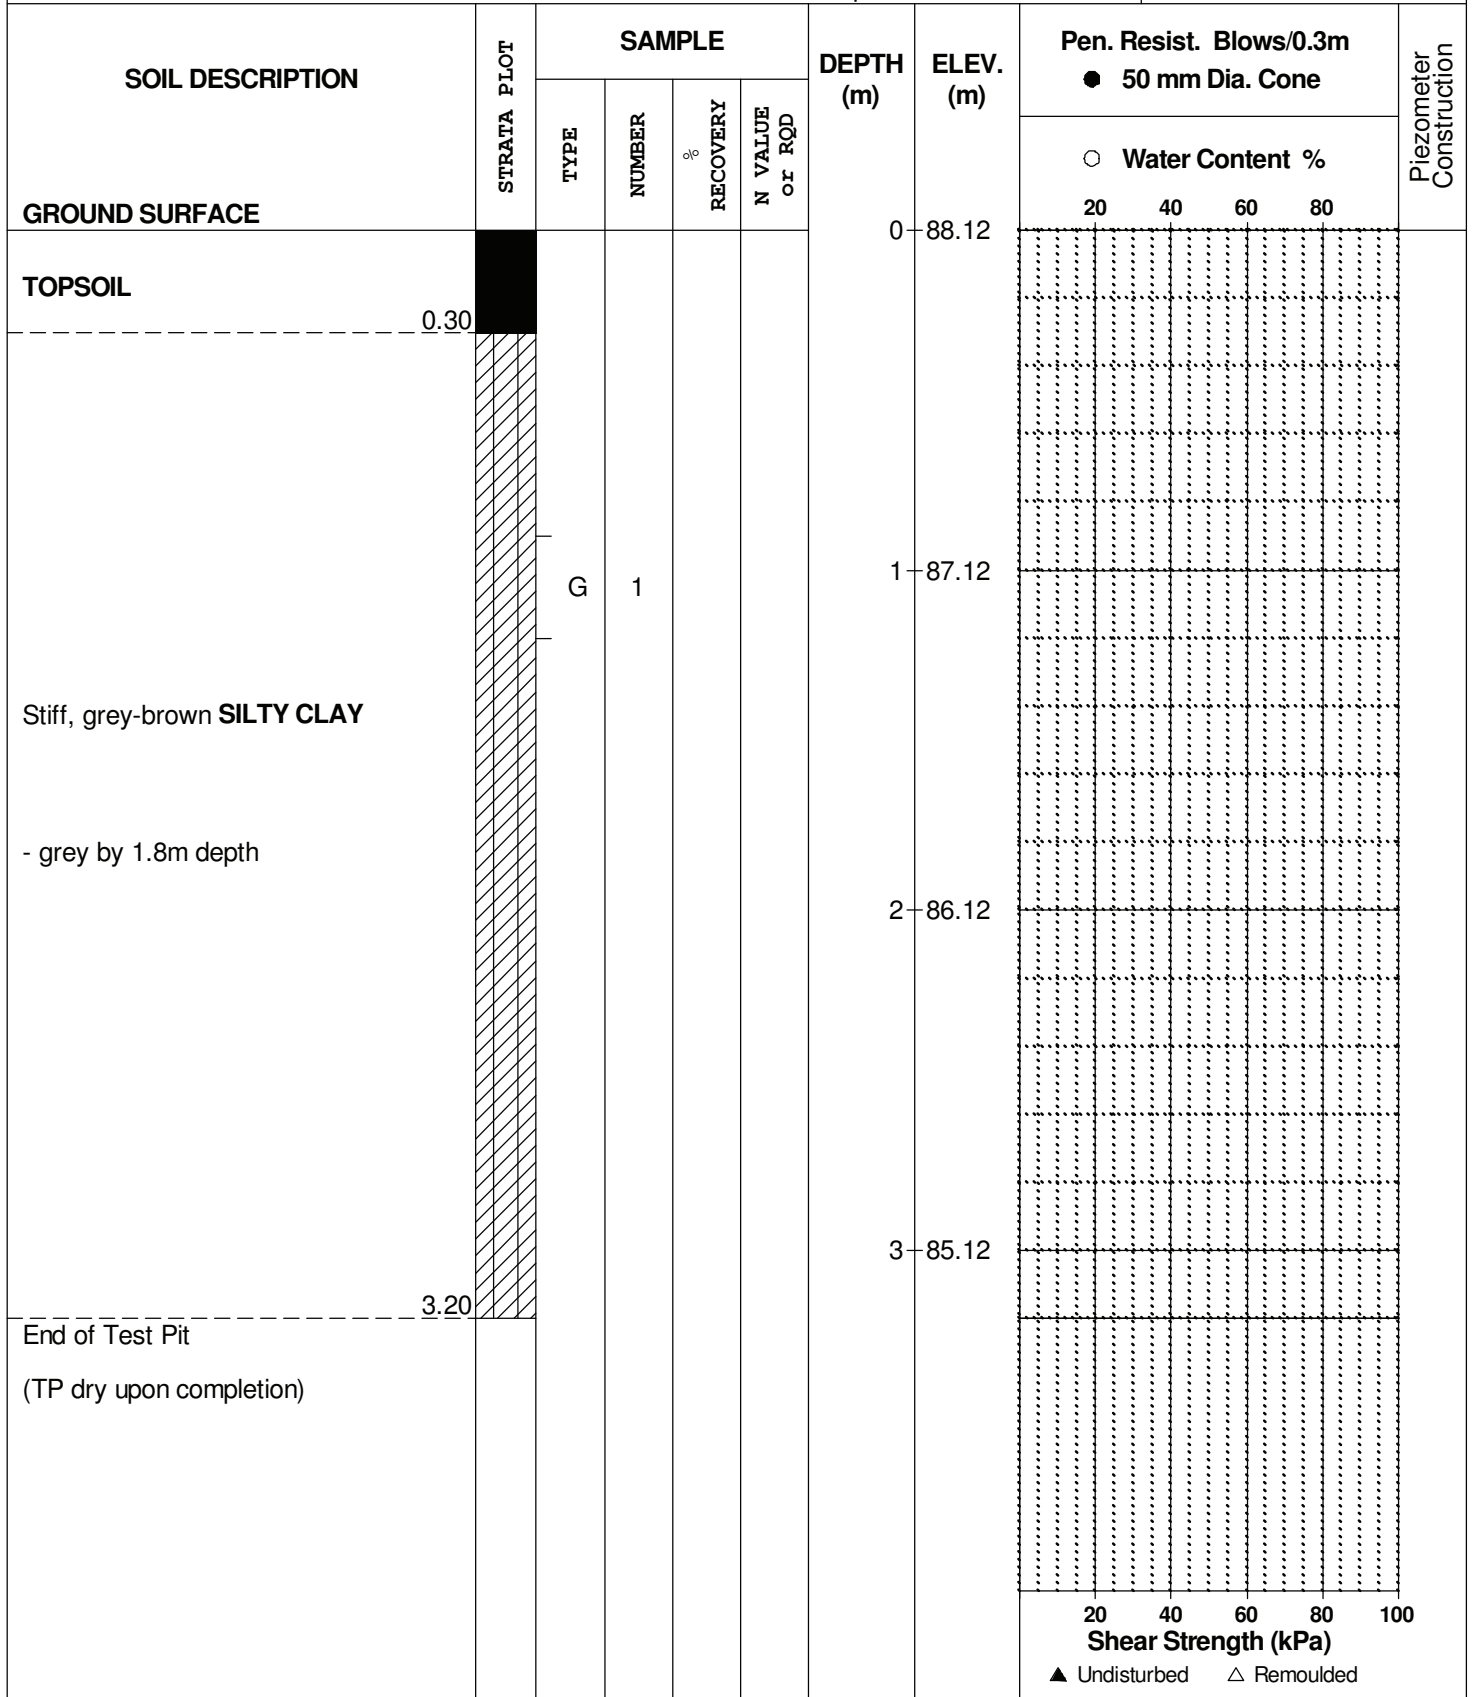 SOIL DESCRIPTION
GROUND SURFACE
STRATA PLOT
SAMPLE
TYPE
NUMBER
%
RECOVERY
N VALUE
or RQD
DEPTH
(m)
ELEV.
(m)
Pen. Resist. Blows/0.3m
● 50 mm Dia. Cone
○ Water Content %
20 40 60 80
Piezometer
Construction
0 88.12
TOPSOIL
0.30
1 87.12
G 1
Stiff, grey-brown SILTY CLAY
- grey by 1.8m depth
2 86.12
3 85.12
3.20
End of Test Pit
(TP dry upon completion)
20 40 60 80 100
Shear Strength (kPa)
▲ Undisturbed △ Remoulded